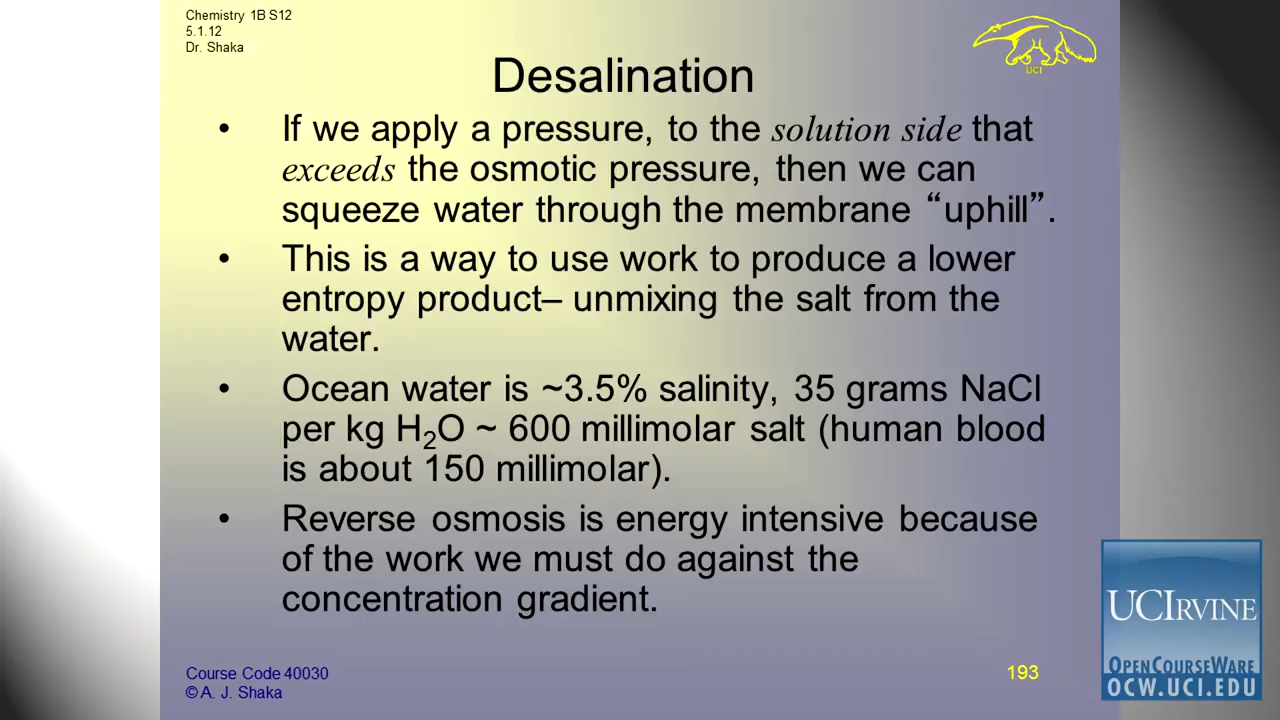 Chemistry 1B S12
5.1.12
Dr. Shaka
UCI
Desalination
• If we apply a pressure, to the solution side that
exceeds the osmotic pressure, then we can
squeeze water through the membrane “uphill”.
• This is a way to use work to produce a lower
entropy product– unmixing the salt from the
water.
• Ocean water is ~3.5% salinity, 35 grams NaCl
per kg H₂O ~ 600 millimolar salt (human blood
is about 150 millimolar).
• Reverse osmosis is energy intensive because
of the work we must do against the
concentration gradient.
UCIRVINE
OPENCOURSEWARE
OCW.UCI.EDU
Course Code 40030
© A. J. Shaka
193